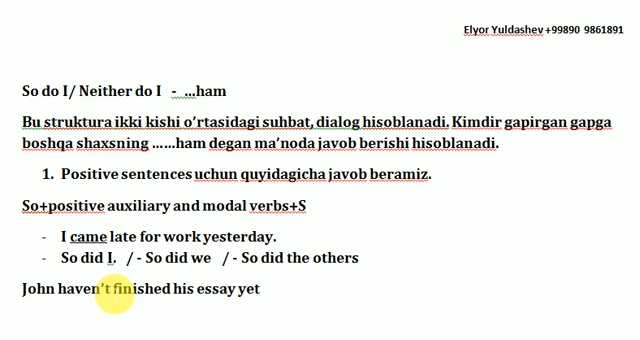 Elyor Yuldashev +99890 9861891
So do I/ Neither do I - ...ham
Bu struktura ikki kishi o’rtasidagi suhbat, dialog hisoblanadi. Kimdir gapirgan gapga
boshqa shaxsning ......ham degan ma’noda javob berishi hisoblanadi.
1. Positive sentences uchun quyidagicha javob beramiz.
So+positive auxiliary and modal verbs+S
- I came late for work yesterday.
- So did I. / - So did we / - So did the others
John haven’t finished his essay yet